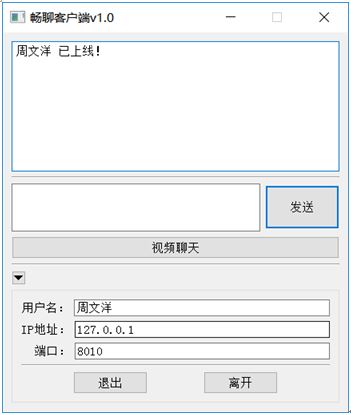 畅聊客户端v1.0
周文洋 已上线!
发送
视频聊天
用户名: 周文洋
IP地址: 127.0.0.1
端口: 8010
退出 离开